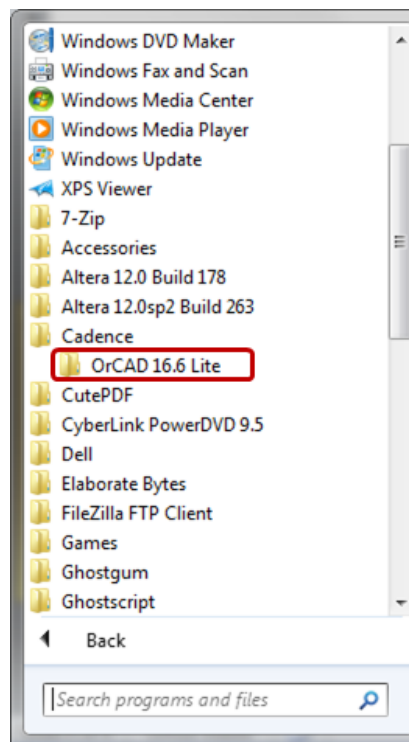 Windows DVD Maker
Windows Fax and Scan
Windows Media Center
Windows Media Player
Windows Update
XPS Viewer
7-Zip
Accessories
Altera 12.0 Build 178
Altera 12.0sp2 Build 263
Cadence
OrCAD 16.6 Lite
CutePDF
CyberLink PowerDVD 9.5
Dell
Elaborate Bytes
FileZilla FTP Client
Games
Ghostgum
Ghostscript
Back
Search programs and files